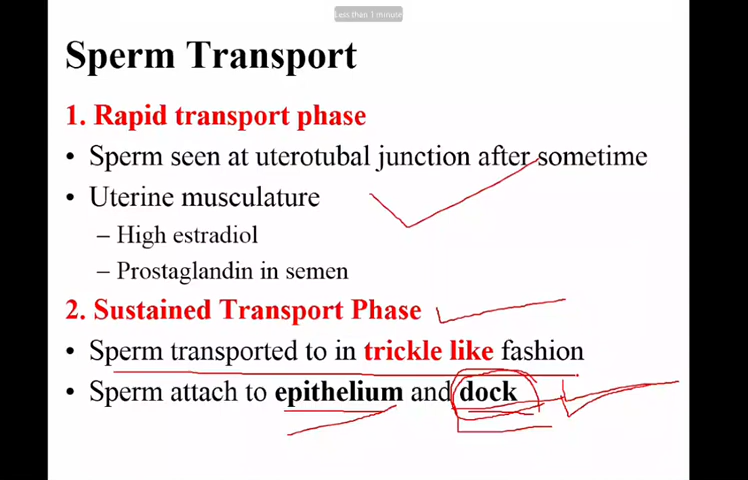 Less than 1 minute
Sperm Transport
1. Rapid transport phase
• Sperm seen at uterotubal junction after sometime
• Uterine musculature
– High estradiol
– Prostaglandin in semen
2. Sustained Transport Phase
• Sperm transported to in trickle like fashion
• Sperm attach to epithelium and dock